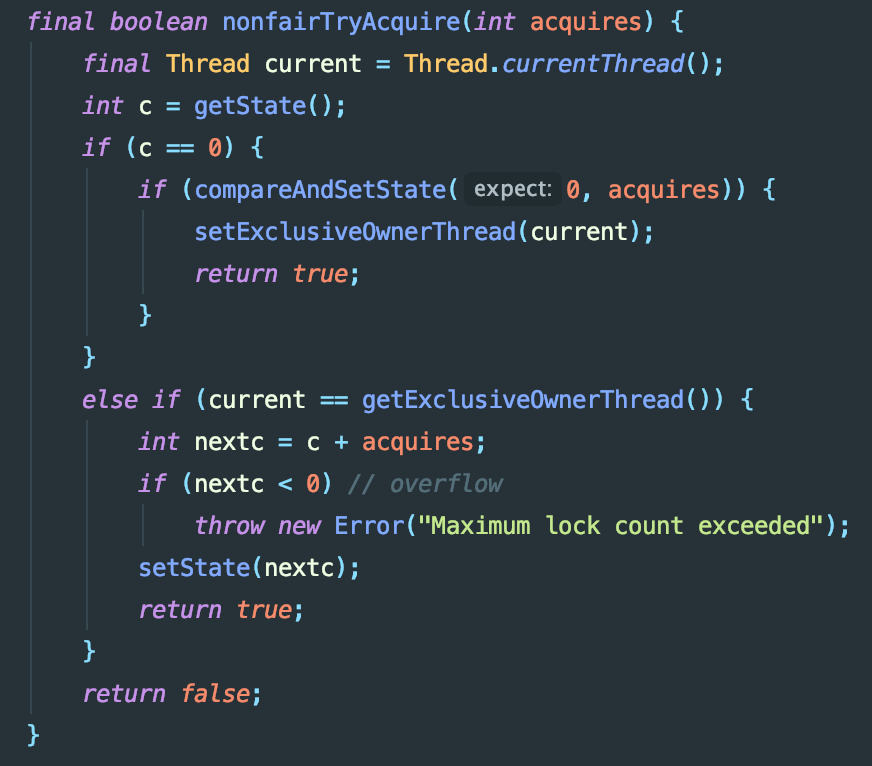 final boolean nonfairTryAcquire(int acquires) {
    final Thread current = Thread.currentThread();
    int c = getState();
    if (c == 0) {
        if (compareAndSetState( expect: 0, acquires)) {
            setExclusiveOwnerThread(current);
            return true;
        }
    }
    else if (current == getExclusiveOwnerThread()) {
        int nextc = c + acquires;
        if (nextc < 0) // overflow
            throw new Error("Maximum lock count exceeded");
        setState(nextc);
        return true;
    }
    return false;
}